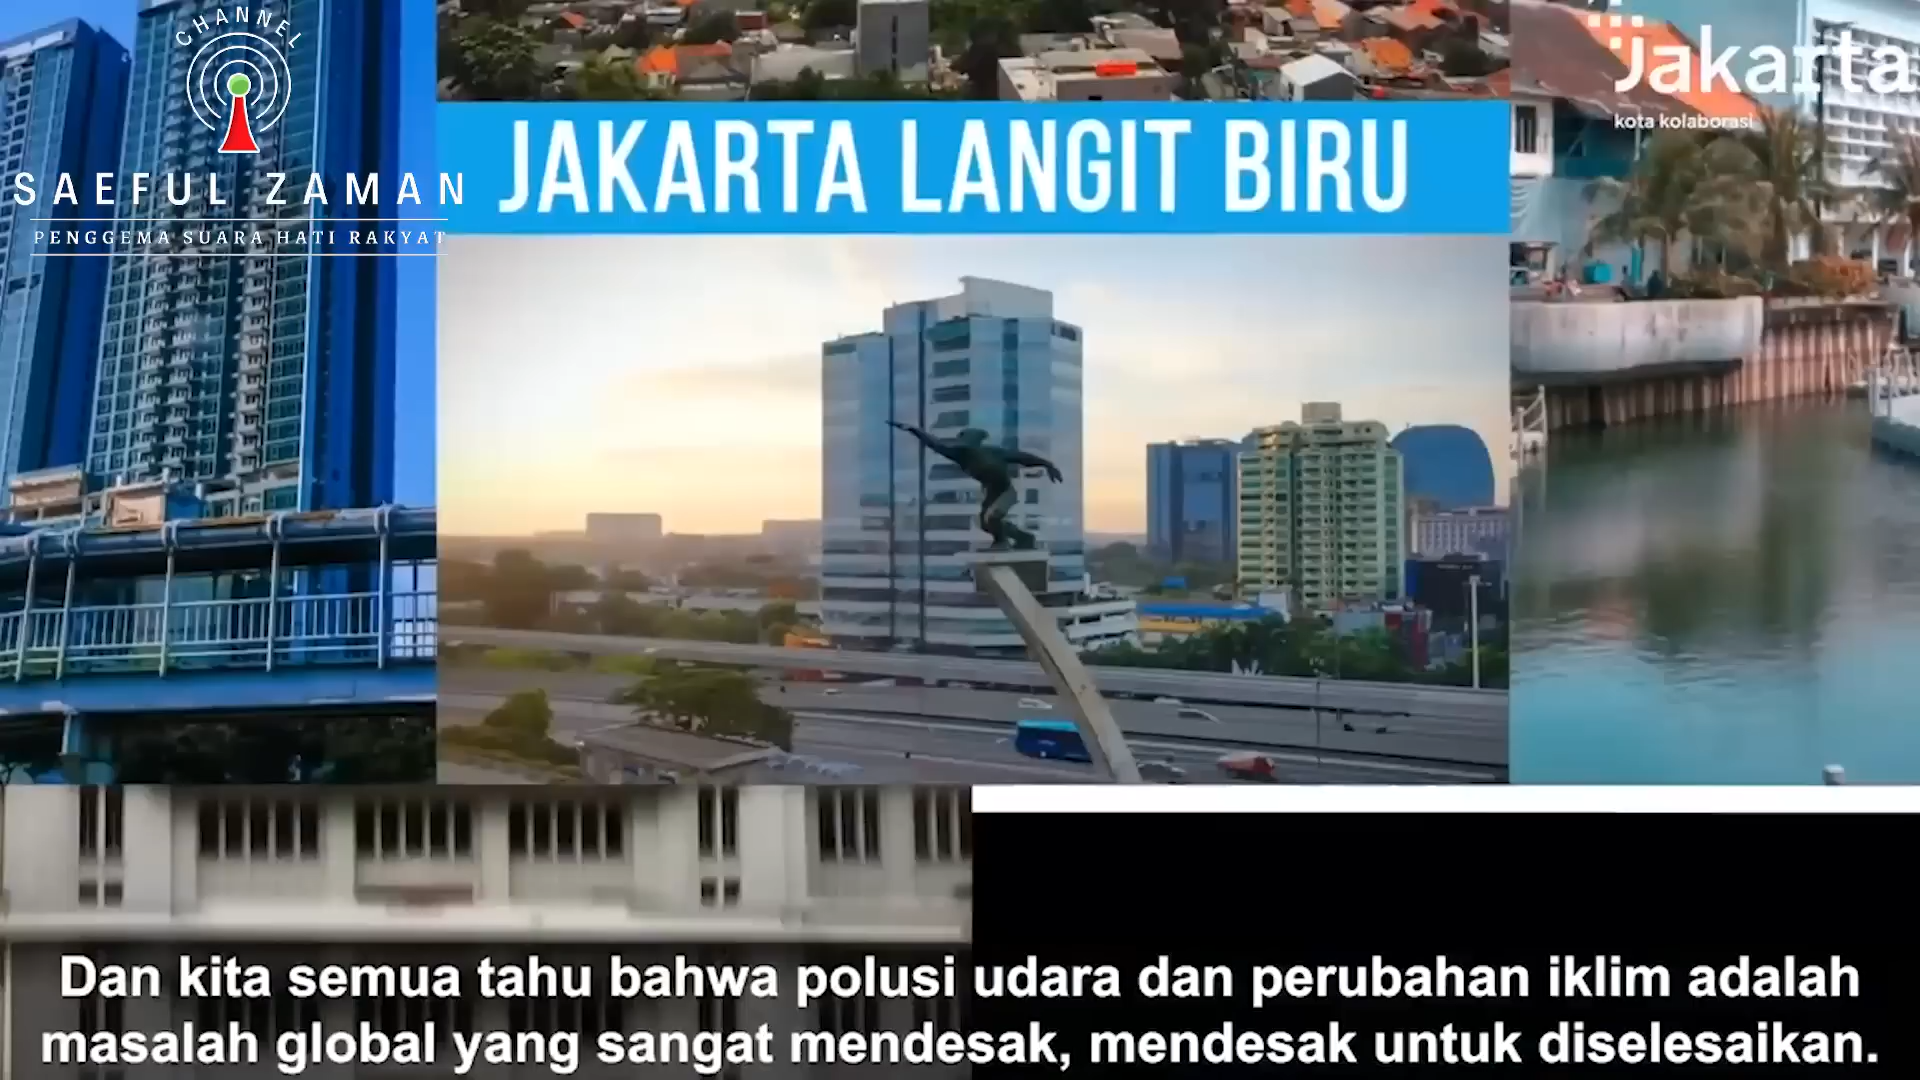 CHANNEL
SAEFUL ZAMAN
PENGGEMA SUARA HATI RAKYAT
JAKARTA LANGIT BIRU
Jakarta
kota kolaborasi
Dan kita semua tahu bahwa polusi udara dan perubahan iklim adalah
masalah global yang sangat mendesak, mendesak untuk diselesaikan.